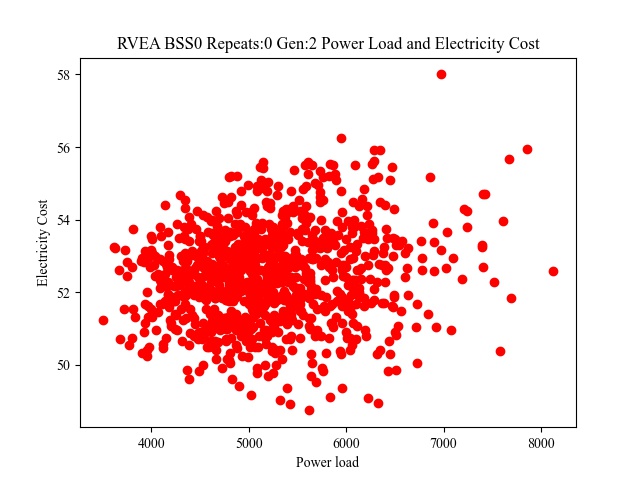 RVEA BSS0 Repeats:0 Gen:2 Power Load and Electricity Cost
58
56
54
52
50
Electricity Cost
4000 5000 6000 7000 8000
Power load